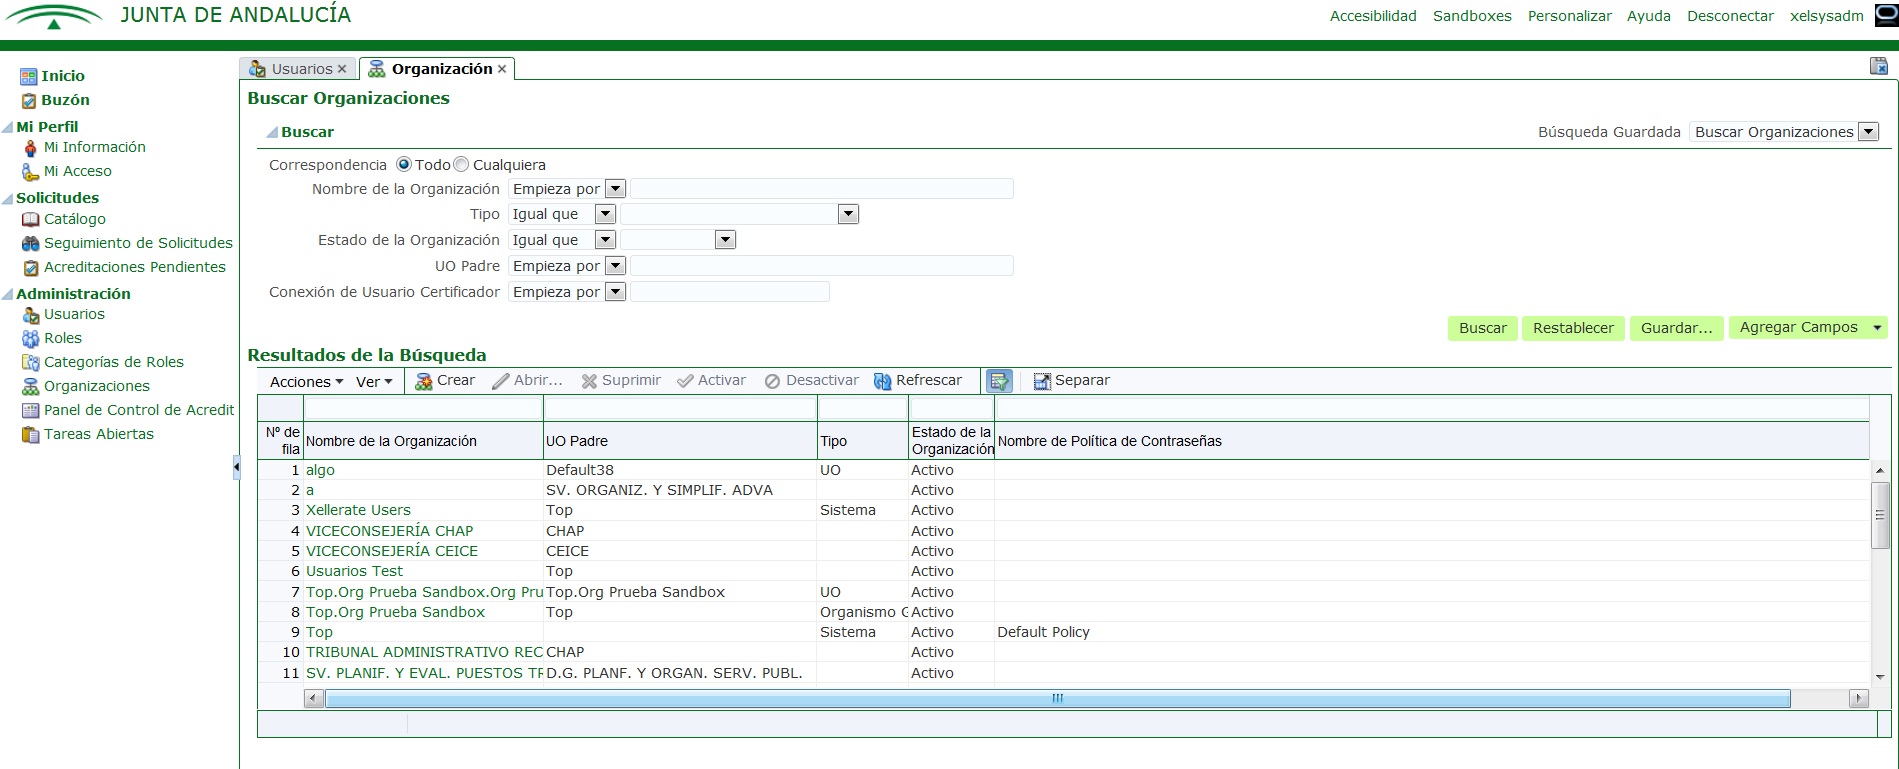 JUNTA DE ANDALUCÍA
Accesibilidad Sandboxes Personalizar Ayuda Desconectar xelsysadm
Inicio
Buzón
Mi Perfil
Mi Información
Mi Acceso
Solicitudes
Catálogo
Seguimiento de Solicitudes
Acreditaciones Pendientes
Administración
Usuarios
Roles
Categorías de Roles
Organizaciones
Panel de Control de Acredit
Tareas Abiertas
Usuarios Organización
Buscar Organizaciones
Buscar
Búsqueda Guardada Buscar Organizaciones
Correspondencia Todo Cualquiera
Nombre de la Organización Empieza por
Tipo Igual que
Estado de la Organización Igual que
UO Padre Empieza por
Conexión de Usuario Certificador Empieza por
Buscar Restablecer Guardar... Agregar Campos
Resultados de la Búsqueda
Acciones Ver Crear Abrir... Suprimir Activar Desactivar Refrescar Separar
Nº de fila Nombre de la Organización UO Padre Tipo Estado de la Organización Nombre de Política de Contraseñas
1 algo Default38 UO Activo
2 a SV. ORGANIZ. Y SIMPLIF. ADVA Activo
3 Xellerate Users Top Sistema Activo
4 VICECONSEJERÍA CHAP CHAP Activo
5 VICECONSEJERÍA CEICE CEICE Activo
6 Usuarios Test Top Activo
7 Top.Org Prueba Sandbox.Org Pru Top.Org Prueba Sandbox UO Activo
8 Top.Org Prueba Sandbox Top Organismo G Activo
9 Top Sistema Activo Default Policy
10 TRIBUNAL ADMINISTRATIVO REC CHAP Activo
11 SV. PLANIF. Y EVAL. PUESTOS TR D.G. PLANF. Y ORGAN. SERV. PUBL. Activo